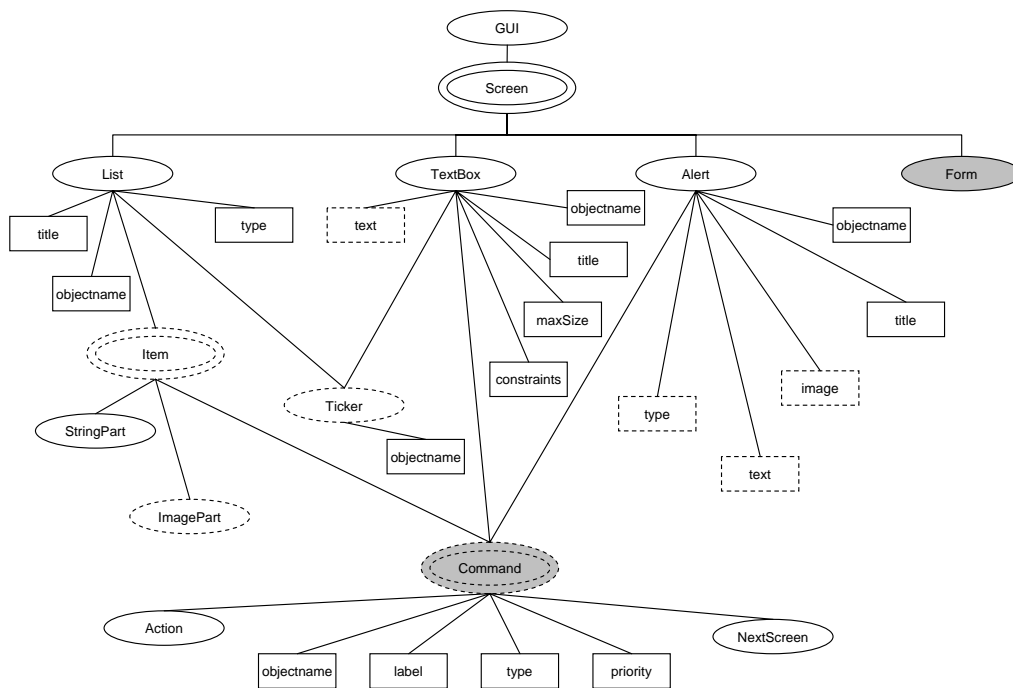 GUI
Screen
List
TextBox
Alert
Form
title
type
text
objectname
objectname
objectname
title
maxSize
title
Item
constraints
image
Ticker
type
StringPart
objectname
text
ImagePart
Command
Action
NextScreen
objectname
label
type
priority